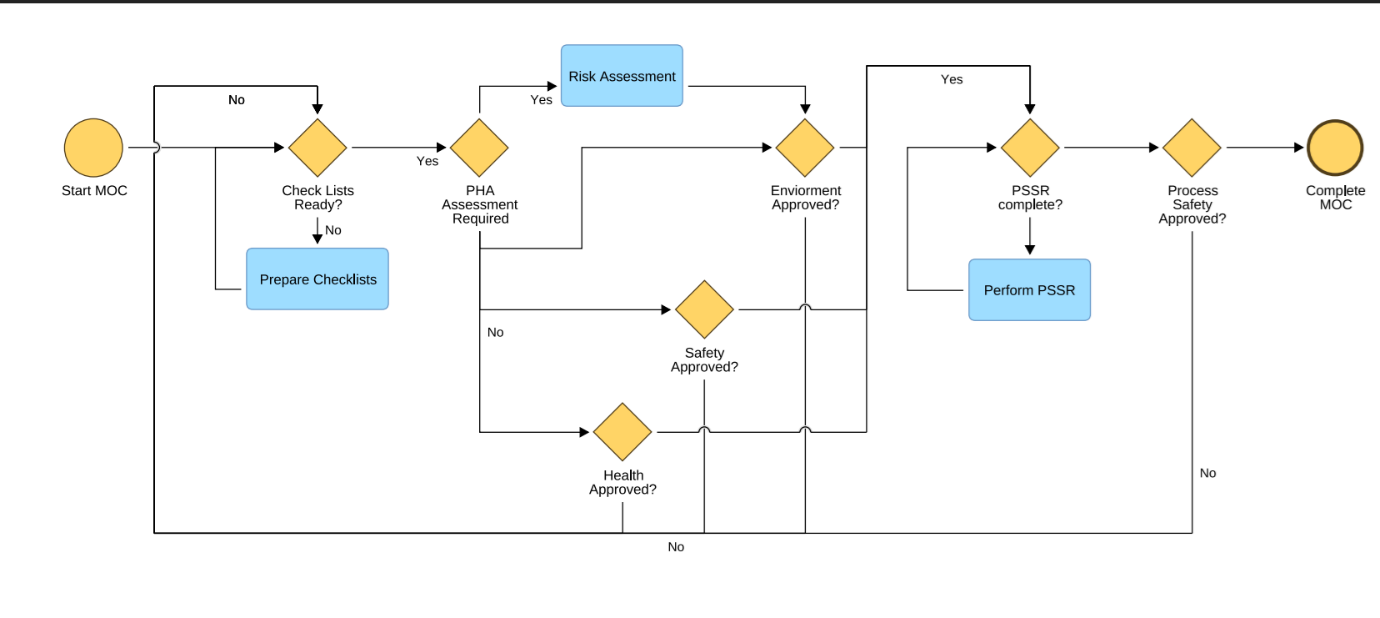 Risk Assessment
Yes
No
Yes
Start MOC
Check Lists
Ready?
Yes
PHA
Assessment
Required
Enviorment
Approved?
PSSR
complete?
Process
Safety
Approved?
Complete
MOC
No
Prepare Checklists
Perform PSSR
No
Safety
Approved?
Health
Approved?
No
No